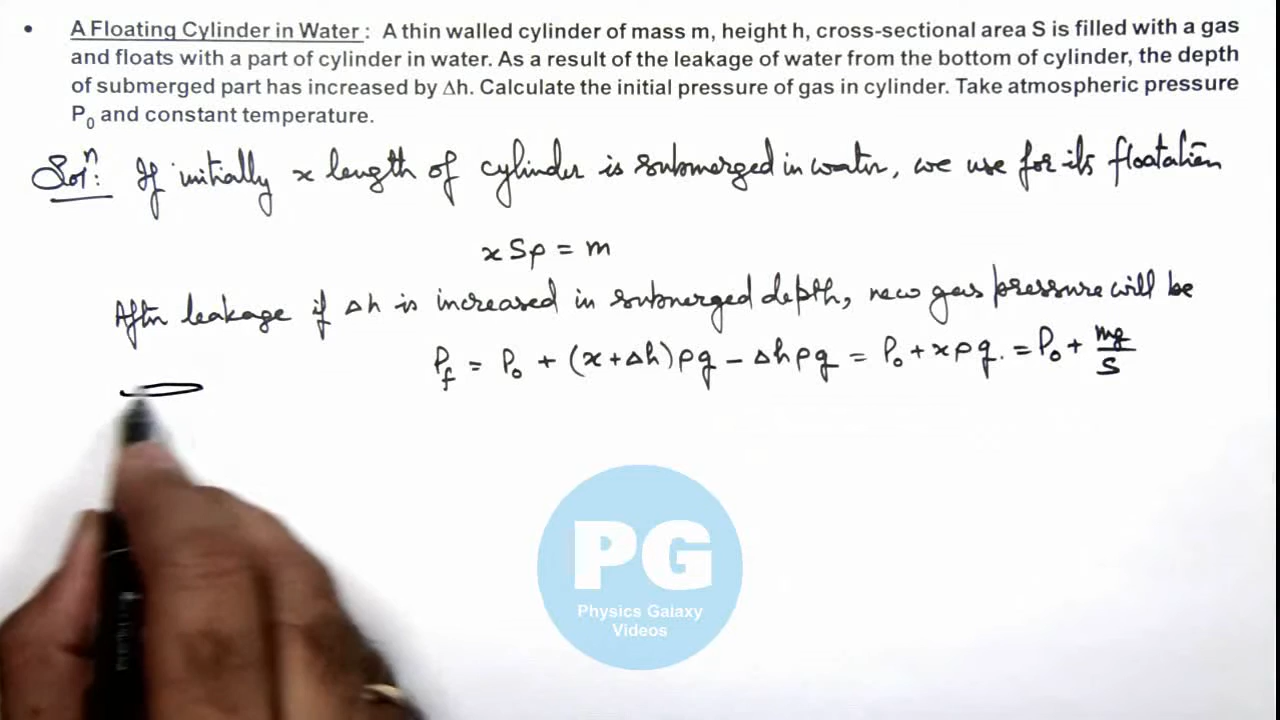 • A Floating Cylinder in Water : A thin walled cylinder of mass m, height h, cross-sectional area S is filled with a gas
and floats with a part of cylinder in water. As a result of the leakage of water from the bottom of cylinder, the depth
of submerged part has increased by Δh. Calculate the initial pressure of gas in cylinder. Take atmospheric pressure
P₀ and constant temperature.
Solⁿ: If initially x length of cylinder is submerged in water, we use for its floatation
xSρ = m
After leakage if Δh is increased in submerged depth, new gas pressure will be
P_f = P₀ + (x+Δh)ρg − Δhρg = P₀ + xρg. = P₀ + mg/S
PG
Physics Galaxy
Videos